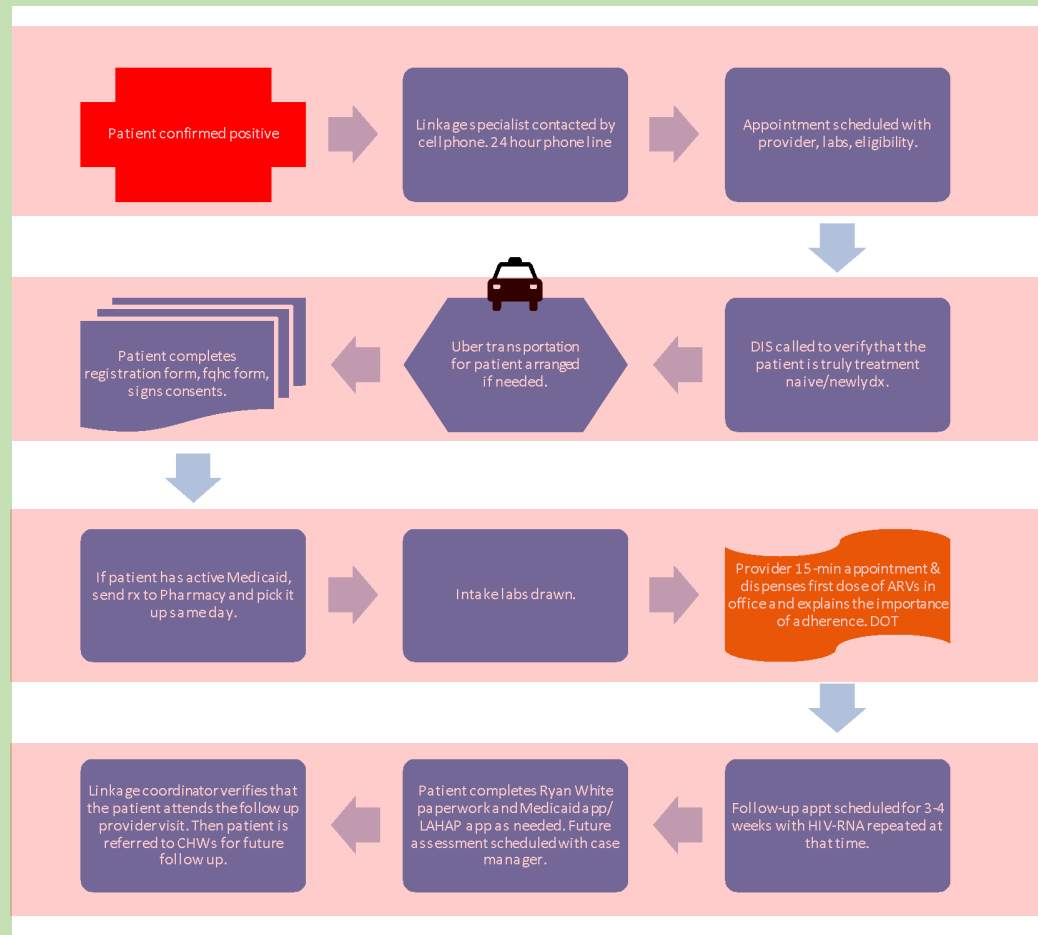 Patient confirmed positive
Linkage specialist contacted by
cell phone. 24 hour phone line
Appointment scheduled with
provider, labs, eligibility.
DIS called to verify that the
patient is truly treatment
naive/newly dx.
Uber transportation
for patient arranged
if needed.
Patient completes
registration form, fqhc form,
signs consents.
If patient has active Medicaid,
send rx to Pharmacy and pick it
up same day.
Intake labs drawn.
Provider 15-min appointment &
dispenses first dose of ARVs in
office and explains the importance
of adherence. DOT
Follow-up appt scheduled for 3-4
weeks with HIV-RNA repeated at
that time.
Patient completes Ryan White
paperwork and Medicaid app/
LAHAP app as needed. Future
assessment scheduled with case
manager.
Linkage coordinator verifies that
the patient attends the follow up
provider visit. Then patient is
referred to CHWs for future
follow up.